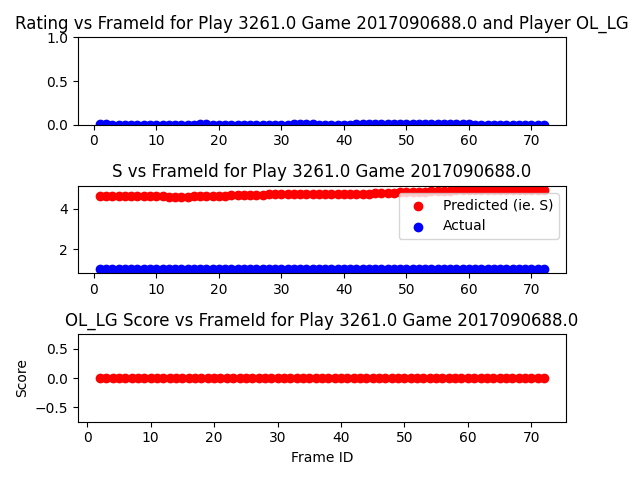 Rating vs FrameId for Play 3261.0 Game 2017090688.0 and Player OL_LG
1.0
0.5
0.0
0 10 20 30 40 50 60 70
S vs FrameId for Play 3261.0 Game 2017090688.0
4
2
Predicted (ie. S)
Actual
0 10 20 30 40 50 60 70
OL_LG Score vs FrameId for Play 3261.0 Game 2017090688.0
Score
0.5
0.0
−0.5
0 10 20 30 40 50 60 70
Frame ID